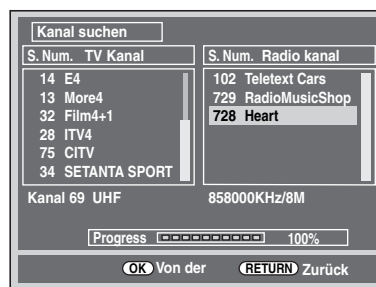 Kanal suchen
S. Num. TV Kanal
14 E4
13 More4
32 Film4+1
28 ITV4
75 CITV
34 SETANTA SPORT
S. Num. Radio kanal
102 Teletext Cars
729 RadioMusicShop
728 Heart
Kanal 69 UHF 858000KHz/8M
Progress 100%
OK Von der RETURN Zurück